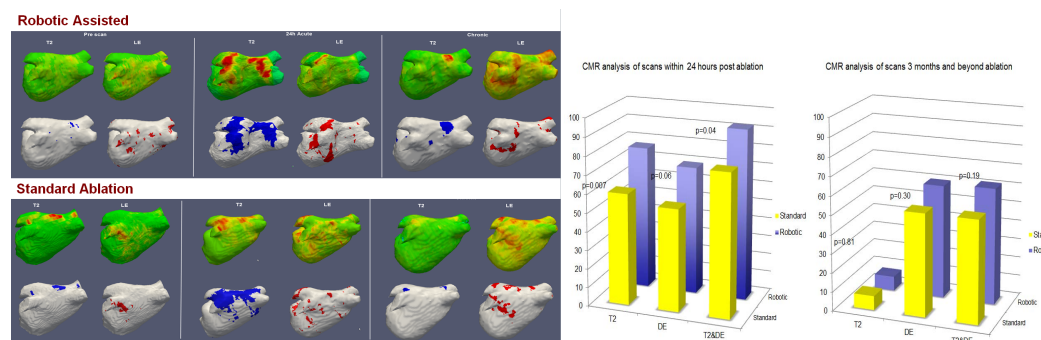 Robotic Assisted
Pre scan
24h Acute
Chronic
T2
LE
T2
LE
T2
LE
Standard Ablation
T2
LE
T2
LE
T2
LE
CMR analysis of scans within 24 hours post ablation
100
90
80
70
60
50
40
30
20
10
0
p=0.007
p=0.06
p=0.04
T2
DE
T2&DE
Robotic
Standard
Standard
Robotic
CMR analysis of scans 3 months and beyond ablation
100
90
80
70
60
50
40
30
20
10
0
p=0.81
p=0.30
p=0.19
T2
DE
T2&DE
Robotic
Standard
Sta
Ro